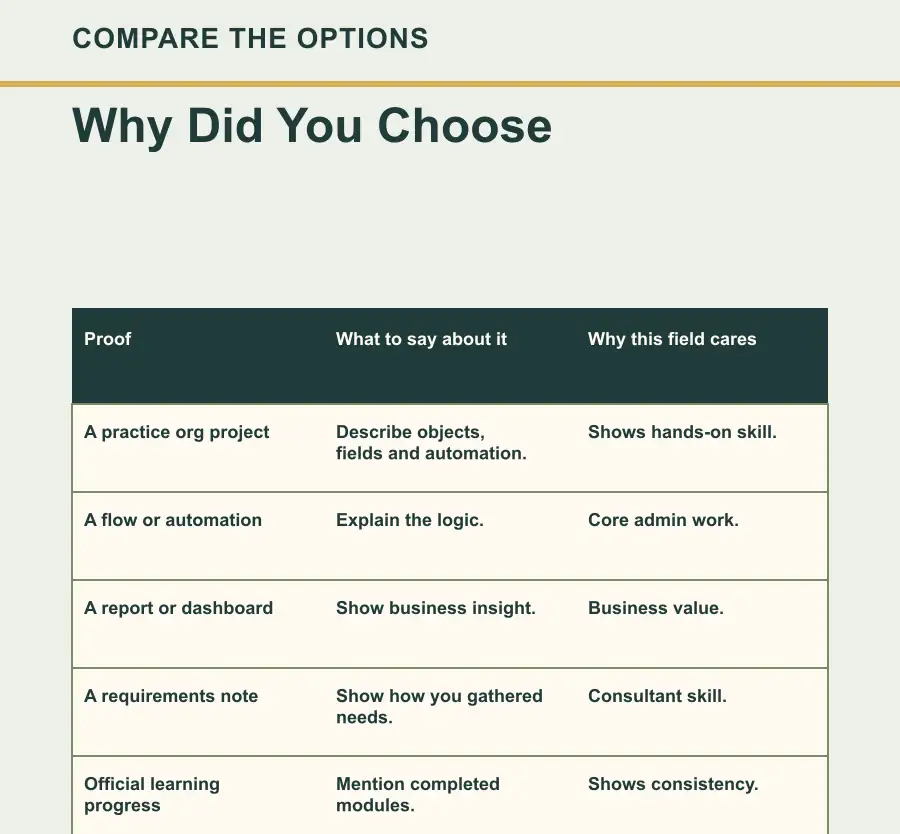 COMPARE THE OPTIONS
Why Did You Choose
Proof What to say about it Why this field cares
A practice org project Describe objects, Shows hands-on skill.
fields and automation.
A flow or automation Explain the logic. Core admin work.
A report or dashboard Show business insight. Business value.
A requirements note Show how you gathered Consultant skill.
needs.
Official learning Mention completed Shows consistency.
progress modules.